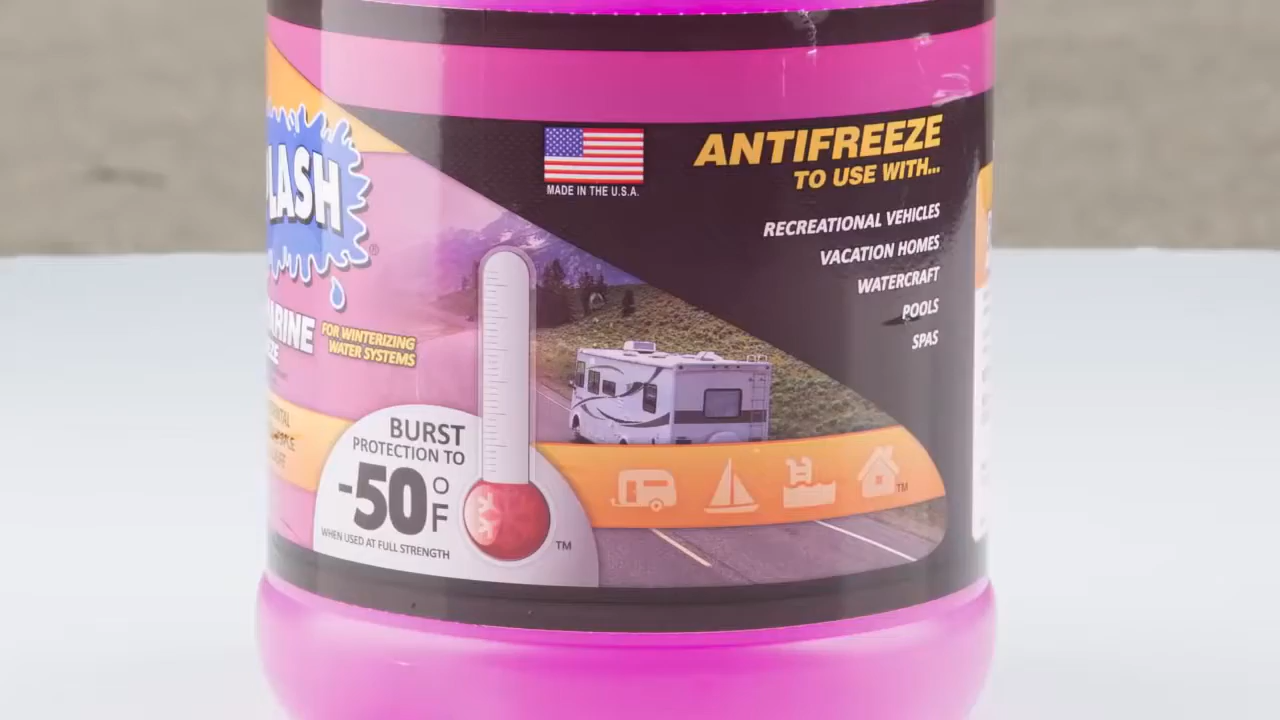 LASH
®
ARINE
FOR WINTERIZING
WATER SYSTEMS
BURST
PROTECTION TO
-50°F
WHEN USED AT FULL STRENGTH
TM
MADE IN THE U.S.A.
ANTIFREEZE
TO USE WITH...
RECREATIONAL VEHICLES
VACATION HOMES
WATERCRAFT
POOLS
SPAS
TM